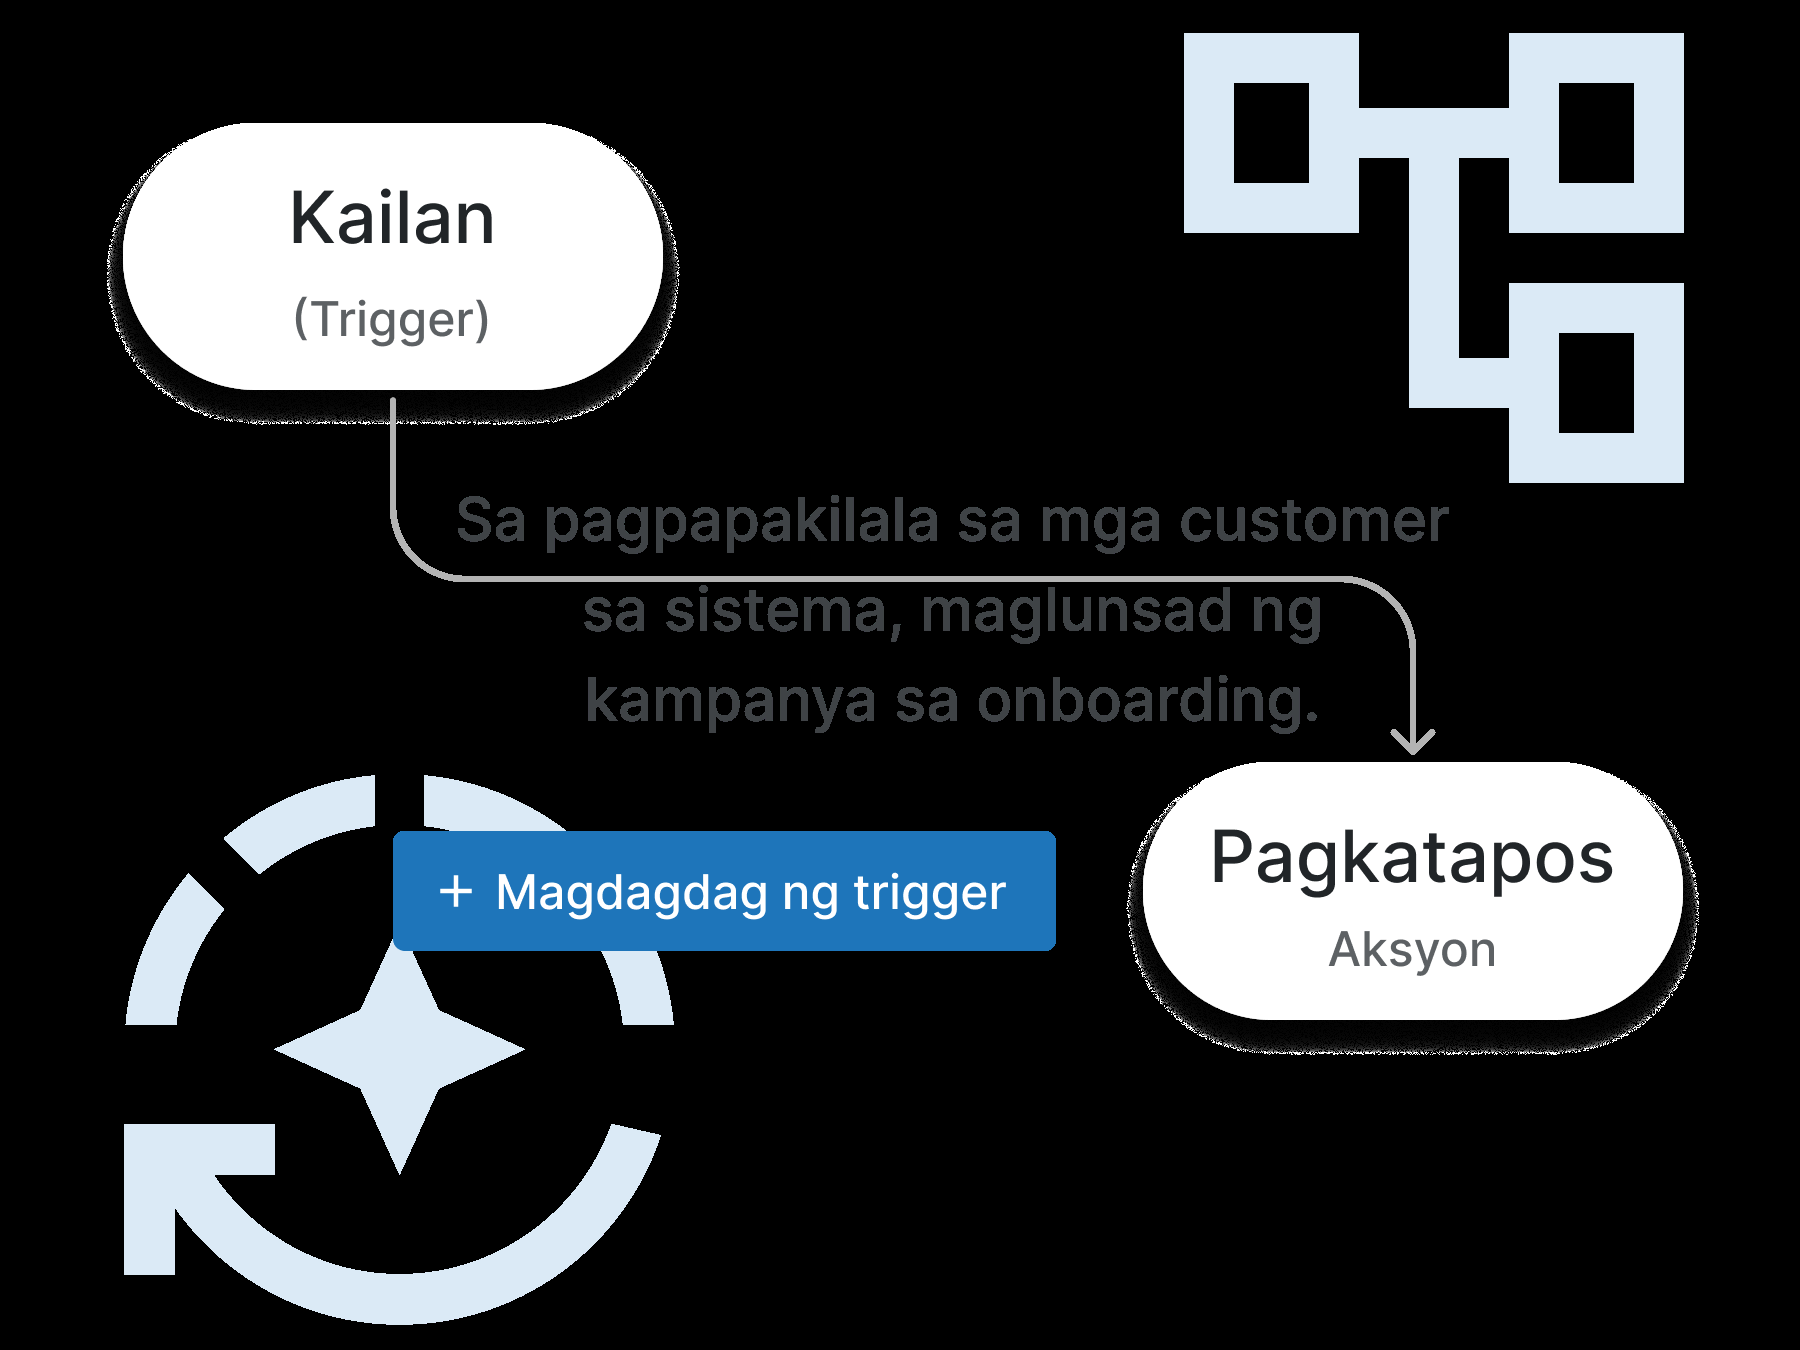 Kailan
(Trigger)
Sa pagpapakilala sa mga customer
sa sistema, maglunsad ng
kampanya sa onboarding.
+ Magdagdag ng trigger
Pagkatapos
Aksyon